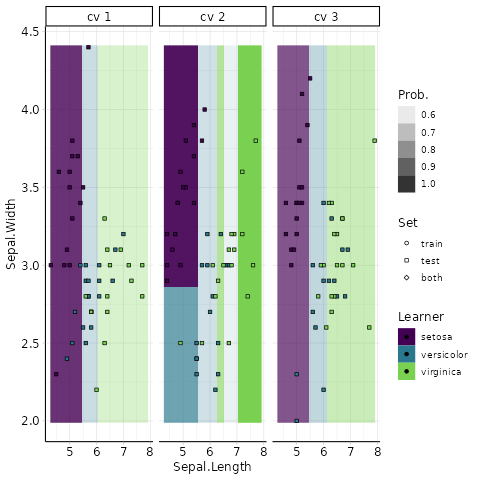 cv 1
cv 2
cv 3
4.5
4.0
3.5
3.0
2.5
2.0
Sepal.Width
5
6
7
8
5
6
7
8
5
6
7
8
Sepal.Length
Prob.
0.6
0.7
0.8
0.9
1.0
Set
train
test
both
Learner
setosa
versicolor
virginica